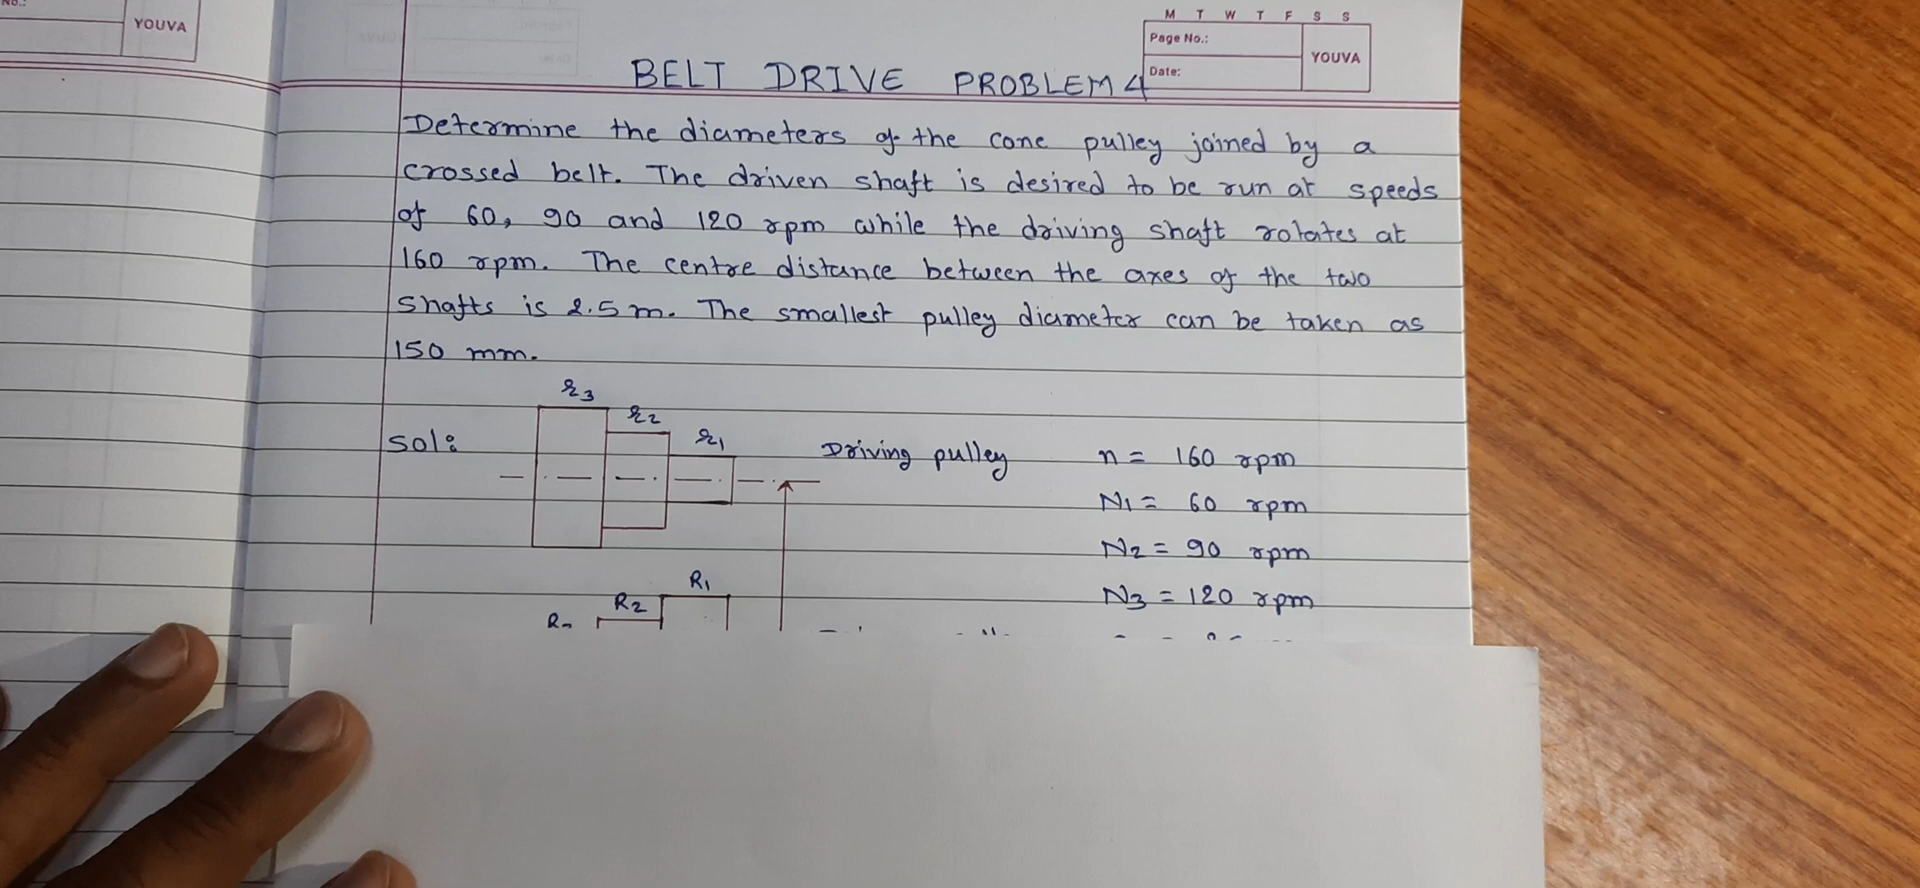 No.:
YOUVA
M T W T F S S
Page No.:
YOUVA
Date:
BELT DRIVE PROBLEM 4
Determine the diameters of the cone pulley joined by a
crossed belt. The driven shaft is desired to be run at speeds
of 60, 90 and 120 rpm while the driving shaft rotates at
160 rpm. The centre distance between the axes of the two
shafts is 2.5 m. The smallest pulley diameter can be taken as
150 mm.
r3
r2
r1
Sol:
Driving pulley
n = 160 rpm
N1 = 60 rpm
N2 = 90 rpm
N3 = 120 rpm
R1
R2